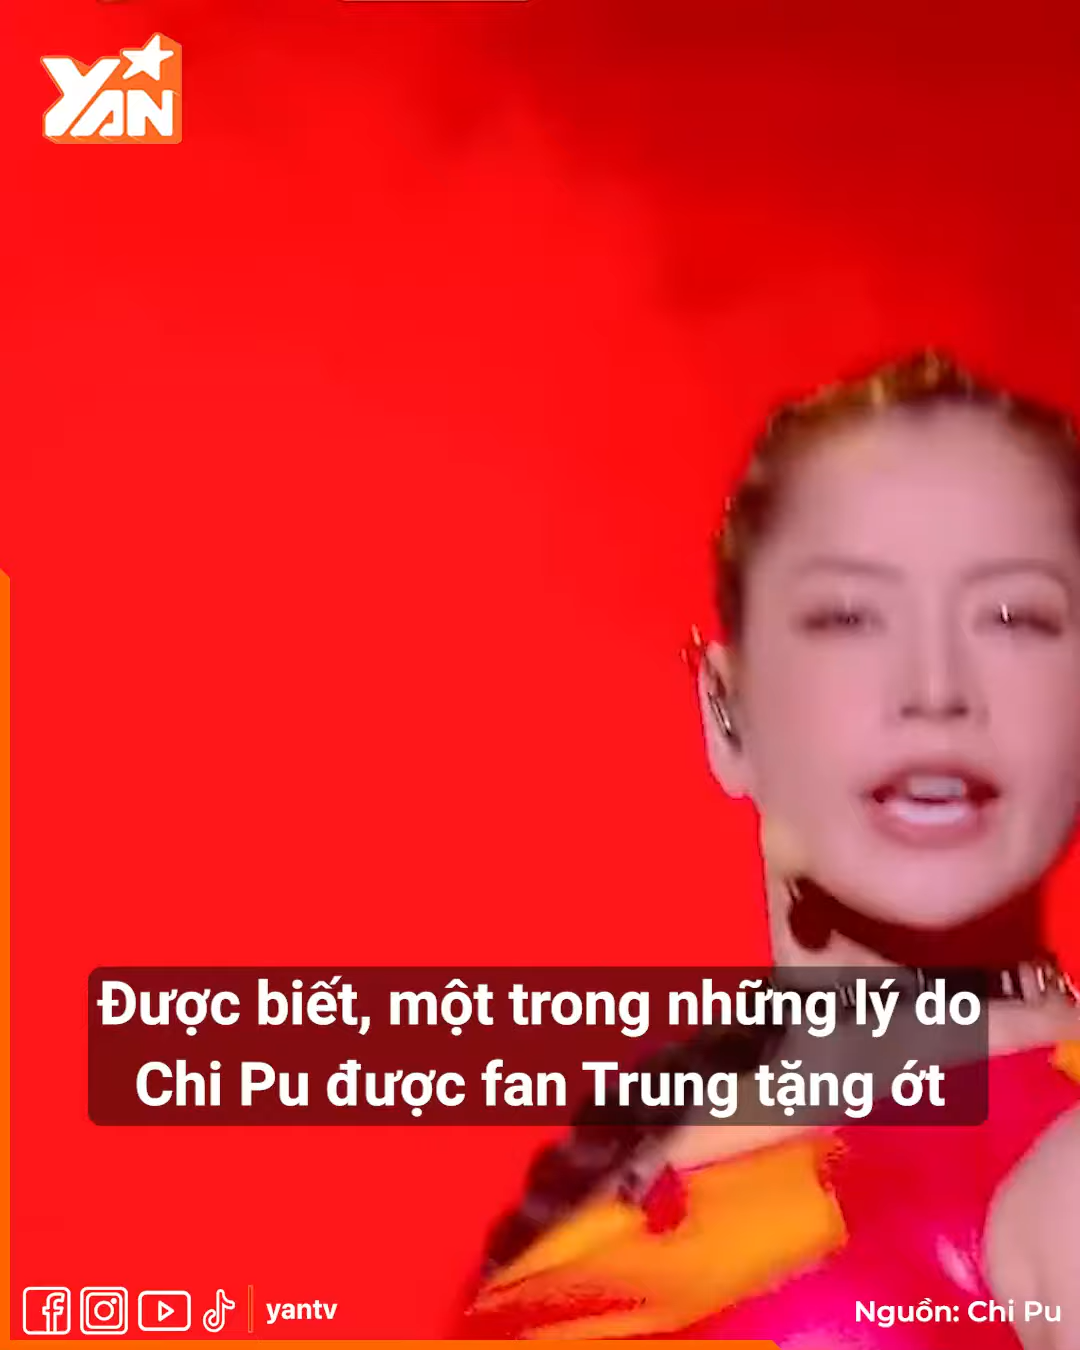 YAN
Được biết, một trong những lý do
Chi Pu được fan Trung tặng ớt
yantv
Nguồn: Chi Pu